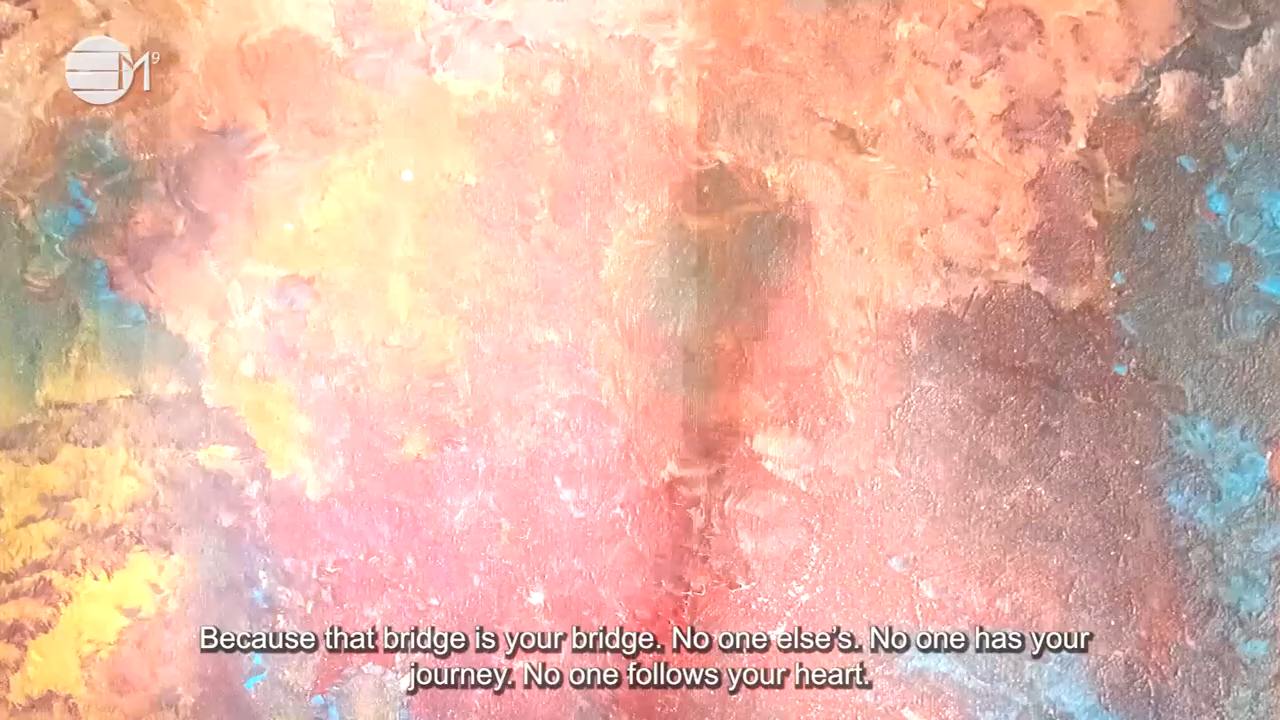 M9
Because that bridge is your bridge. No one else's. No one has your
journey. No one follows your heart.